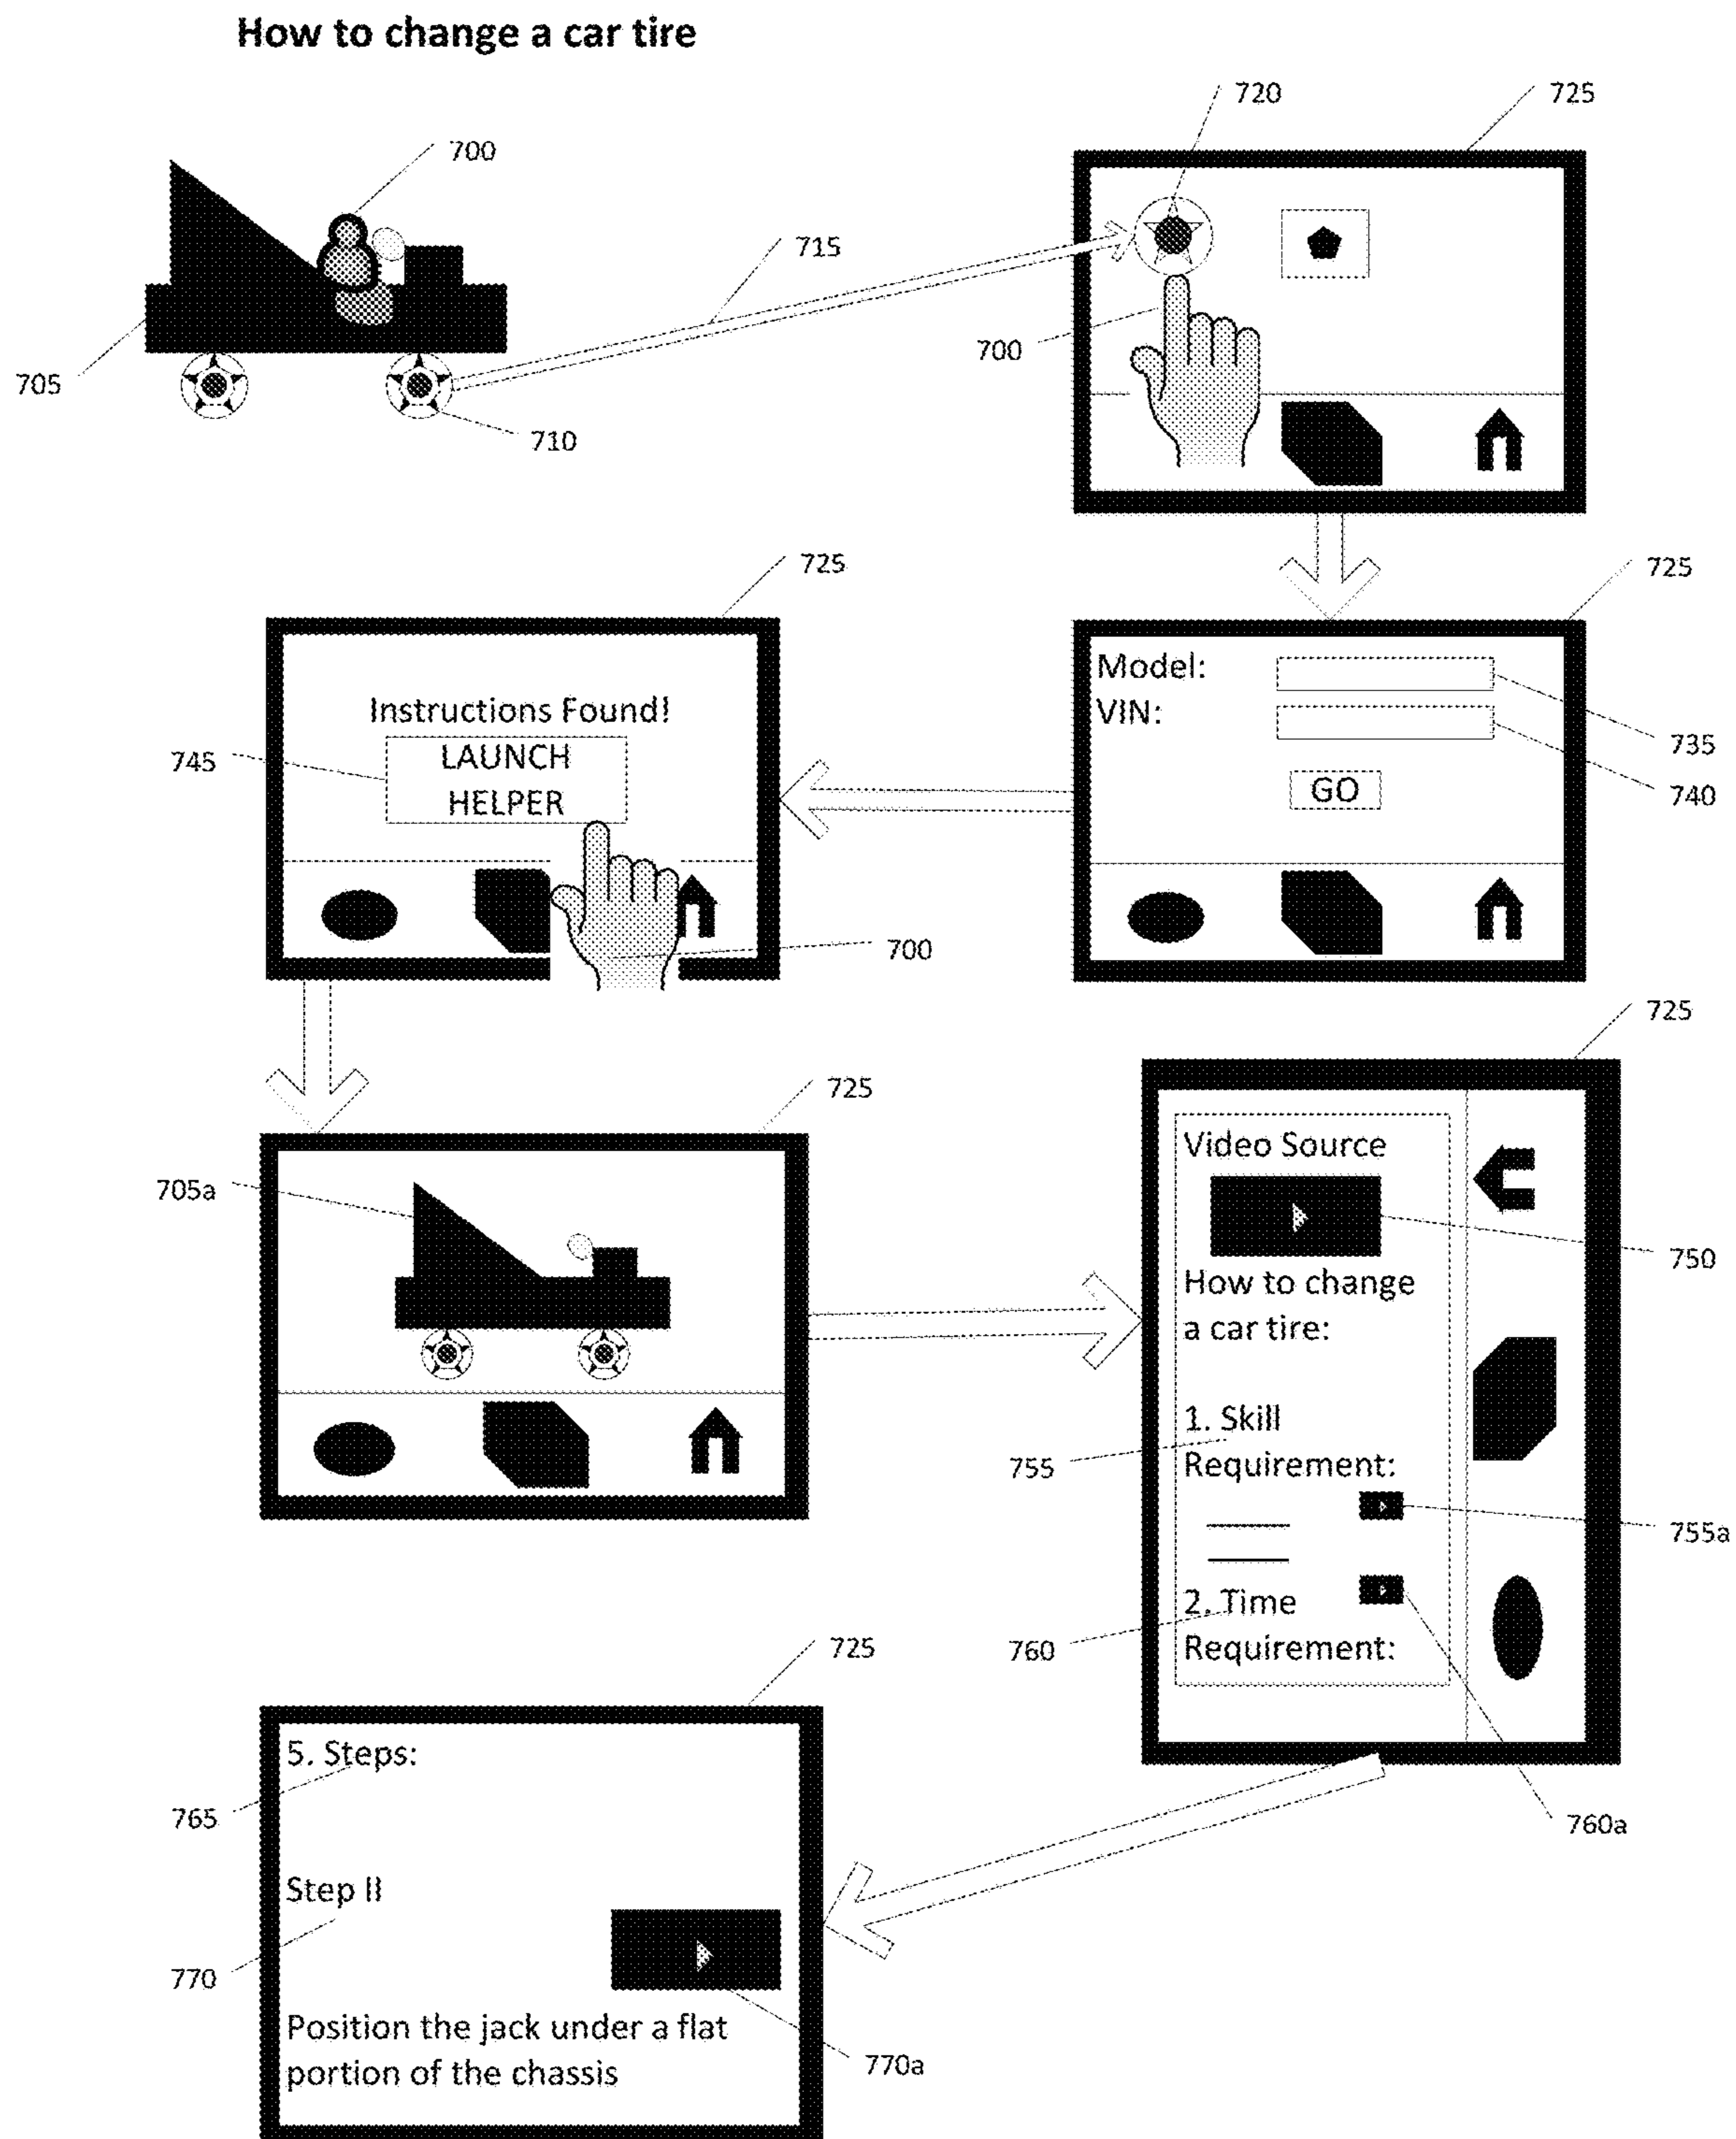 How to change a car tire
720
725
700
715
700
705
710
725
725
Model:
VIN:
735
740
GO
Instructions Found!
745
LAUNCH
HELPER
700
725
725
705a
Video Source
750
How to change
a car tire:
1. Skill
755
Requirement:
755a
2. Time
760
Requirement:
760a
725
5. Steps:
765
Step II
770
Position the jack under a flat
portion of the chassis
770a